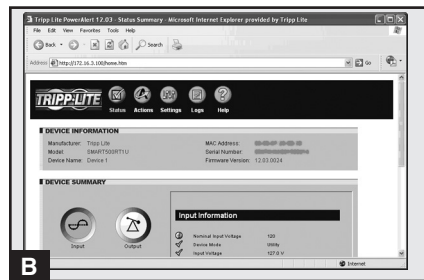 Tripp Lite PowerAlert 12.03 - Status Summary - Microsoft Internet Explorer provided by Tripp Lite
File Edit View Favorites Tools Help
Back Search
Address http://172.16.3.100/home.htm Go
TRIPP·LITE Status Actions Settings Logs Help
DEVICE INFORMATION
Manufacturer: Tripp Lite MAC Address:
Model: SMART500RT1U Serial Number:
Device Name: Device 1 Firmware Version: 12.03.0024
DEVICE SUMMARY
Input Information
Input Output
Nominal Input Voltage 120
Device Mode Utility
Input Voltage 127.0 V
B
Internet